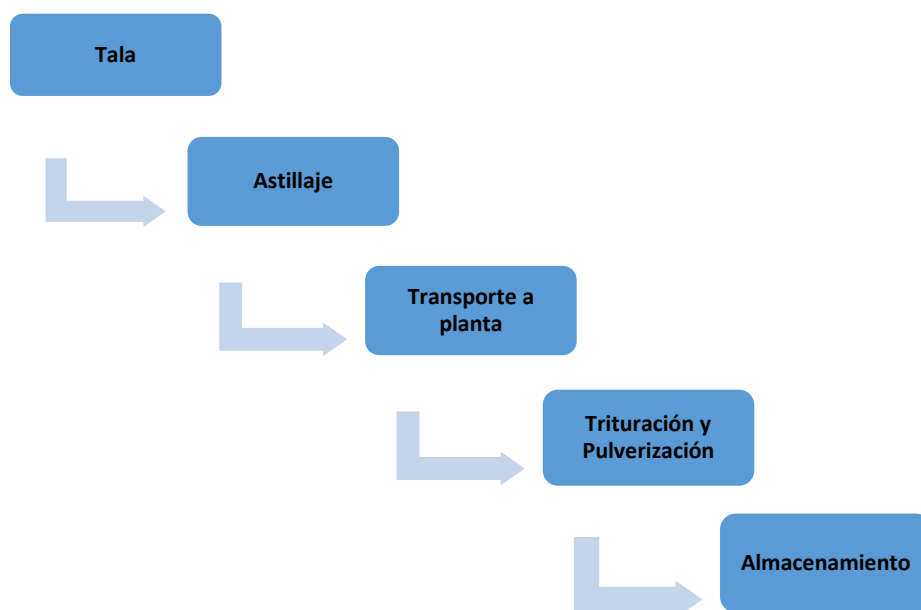 Tala
Astillaje
Transporte a
planta
Trituración y
Pulverización
Almacenamiento